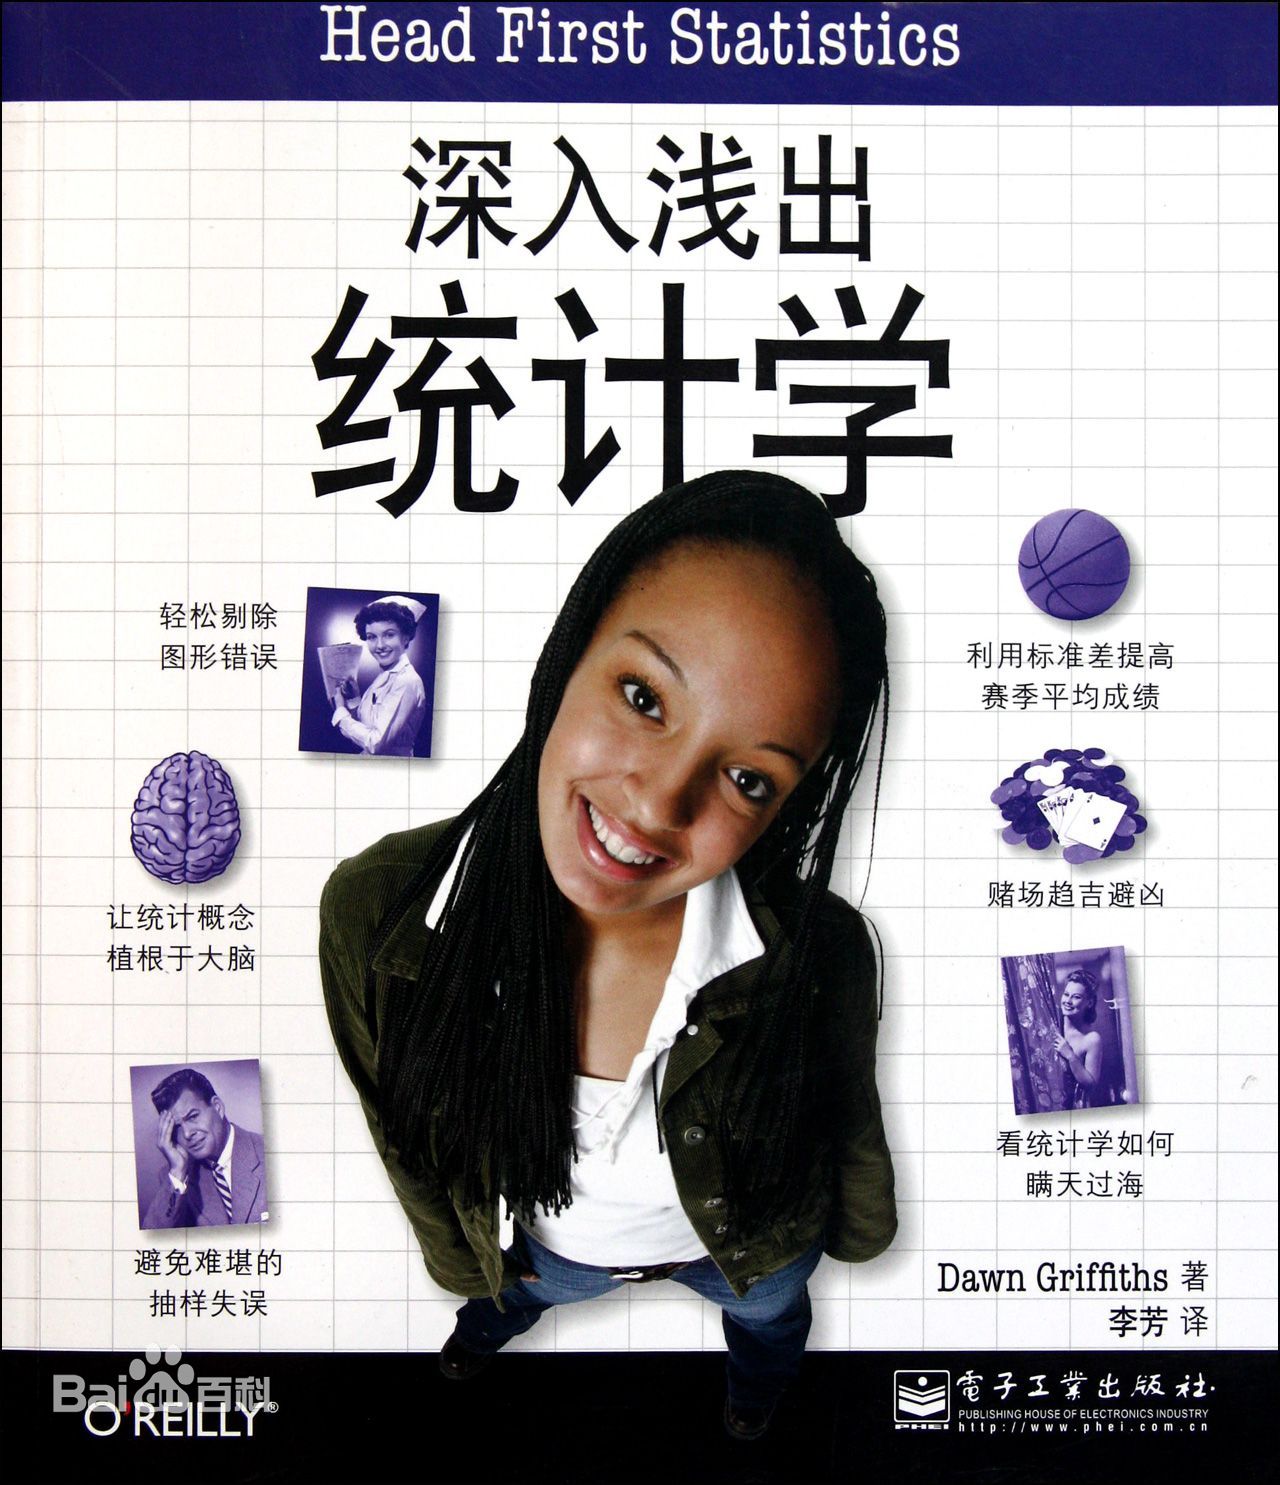 Head First Statistics
深入浅出
统计学
轻松剔除
图形错误
利用标准差提高
赛季平均成绩
让统计概念
植根于大脑
赌场趋吉避凶
看统计学如何
瞒天过海
避免难堪的
抽样失误
Dawn Griffiths 著
李芳 译
Bai百科
O'REILLY®
PHEI
電子工業出版社·
PUBLISHING HOUSE OF ELECTRONICS INDUSTRY
http://www.phei.com.cn